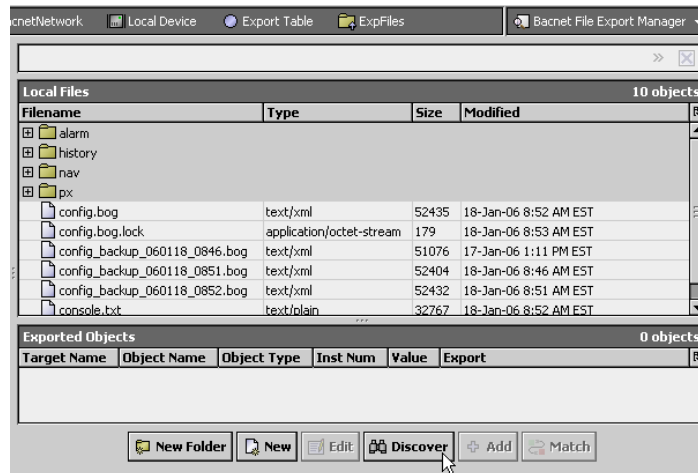 acnetNetwork Local Device Export Table ExpFiles Bacnet File Export Manager
Local Files 10 objects
Filename Type Size Modified
alarm
history
nav
px
config.bog text/xml 52435 18-Jan-06 8:52 AM EST
config.bog.lock application/octet-stream 179 18-Jan-06 8:53 AM EST
config_backup_060118_0846.bog text/xml 51076 17-Jan-06 1:11 PM EST
config_backup_060118_0851.bog text/xml 52404 18-Jan-06 8:46 AM EST
config_backup_060118_0852.bog text/xml 52432 18-Jan-06 8:51 AM EST
console.txt text/plain 32767 18-Jan-06 8:52 AM EST
Exported Objects 0 objects
Target Name Object Name Object Type Inst Num Value Export
New Folder New Edit Discover Add Match